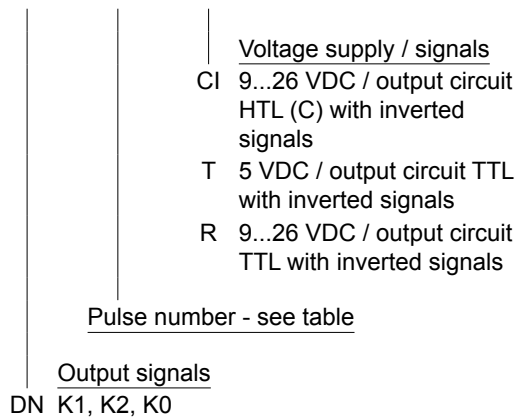 Voltage supply / signals
CI 9...26 VDC / output circuit
HTL (C) with inverted
signals
T 5 VDC / output circuit TTL
with inverted signals
R 9...26 VDC / output circuit
TTL with inverted signals
Pulse number - see table
Output signals
DN K1, K2, K0